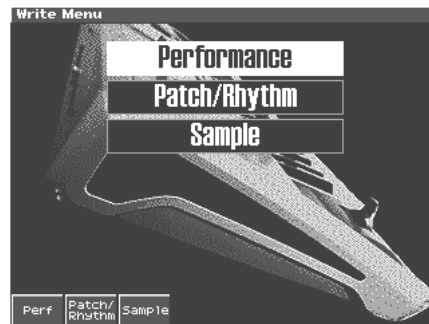 Write Menu
Performance
Patch/Rhythm
Sample
Perf
Patch/
Rhythm
Sample